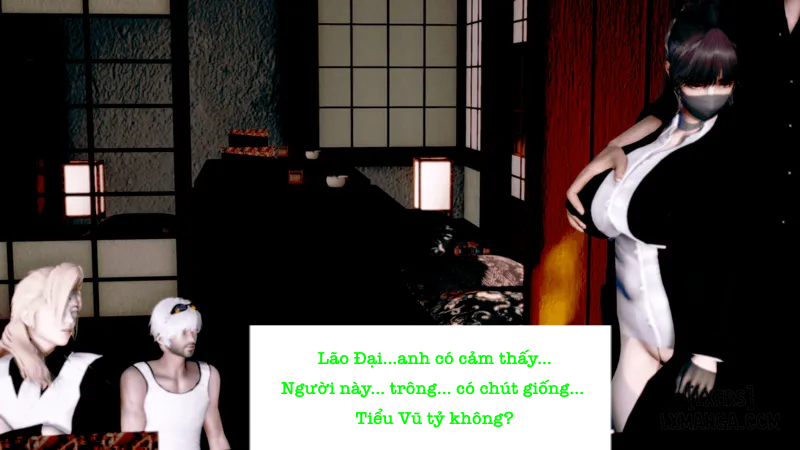 Lão Đại...anh có cảm thấy...
Người này... trông... có chút giống...
Tiểu Vũ tỷ không?
LXMANGA.COM